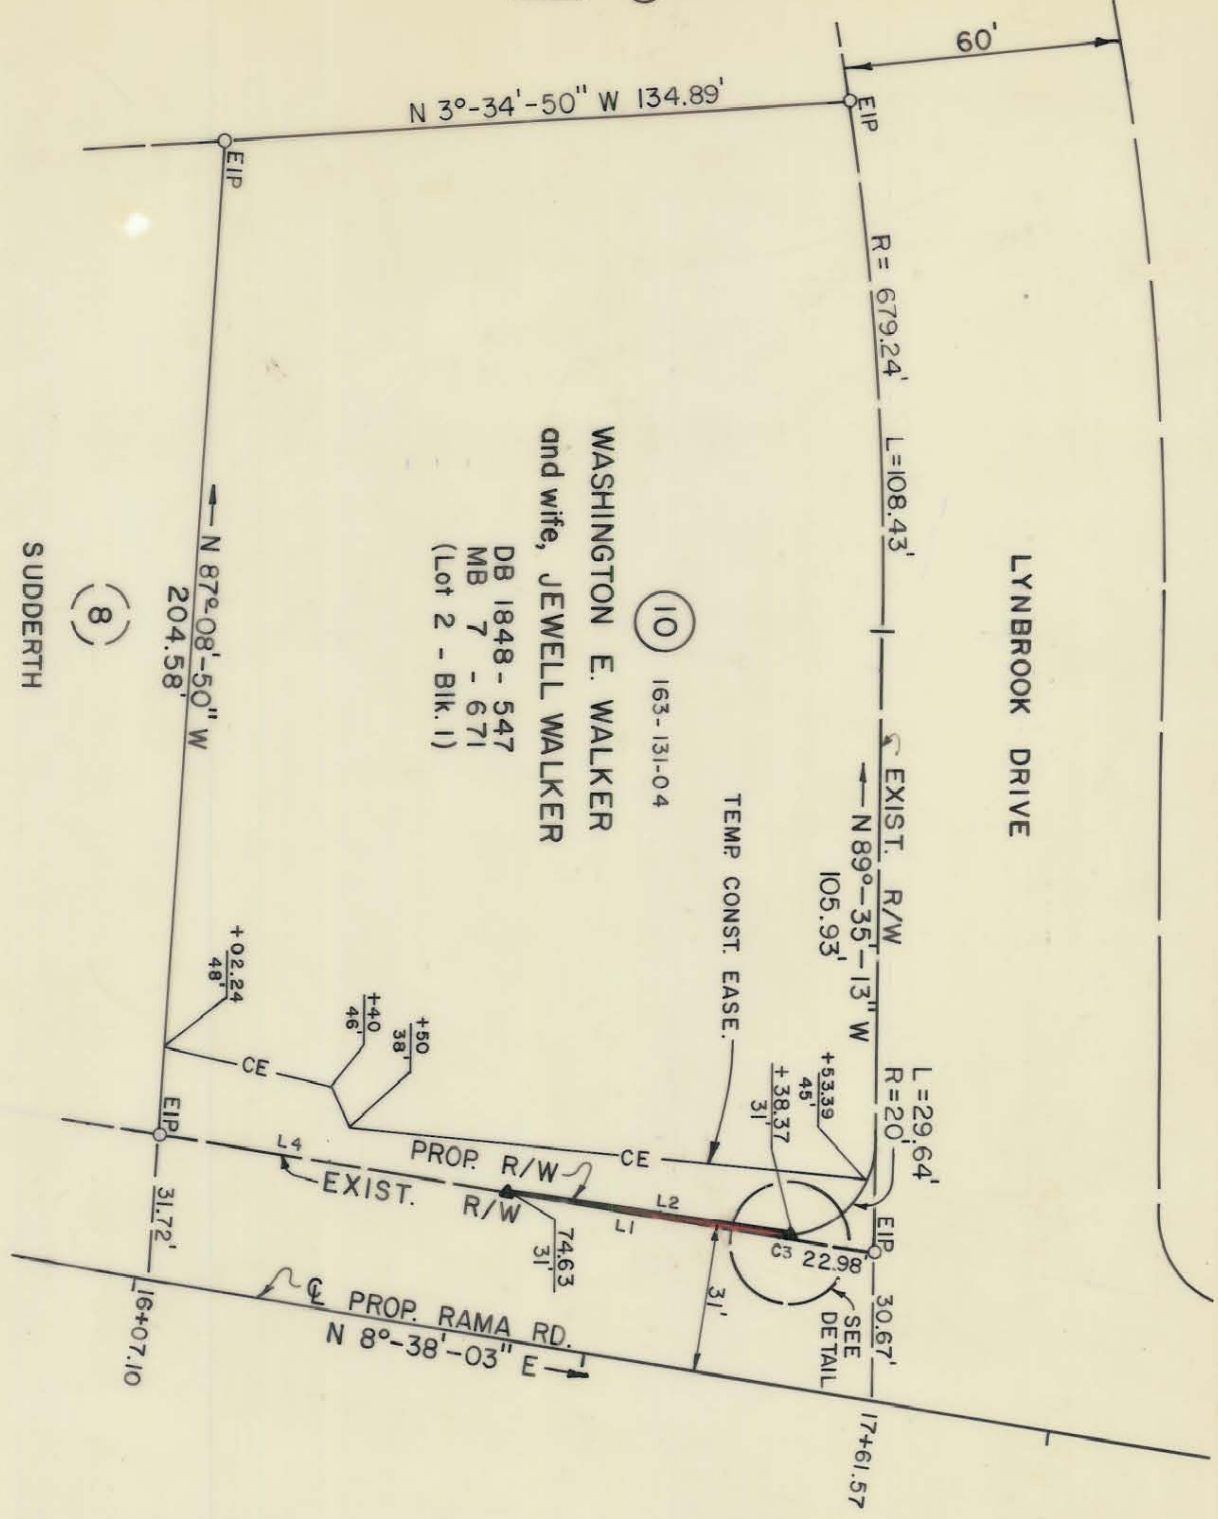 60'
N 3°-34'-50" W 134.89'
EIP
EIP
R= 679.24'
L=108.43'
LYNBROOK DRIVE
EXIST. R/W
N 89°-35'-13" W
105.93'
L=29.64'
R=20'
10
163-131-04
WASHINGTON E. WALKER
and wife, JEWELL WALKER
DB 1848-547
MB 7 - 671
(Lot 2 - Blk. 1)
TEMP. CONST. EASE.
N 87°-08'-50" W
204.58'
8
SUDDERTH
+02.24
48'
+40
46'
+50
38'
+53.39
45'
+38.37
31'
CE
CE
EIP
EIP
L4
PROP. R/W
EXIST.
R/W
L2
L1
C3
22.98'
74.63
31'
31'
SEE
DETAIL
31.72'
30.67'
16+07.10
17+61.57
℄ PROP. RAMA RD.
N 8°-38'-03" E